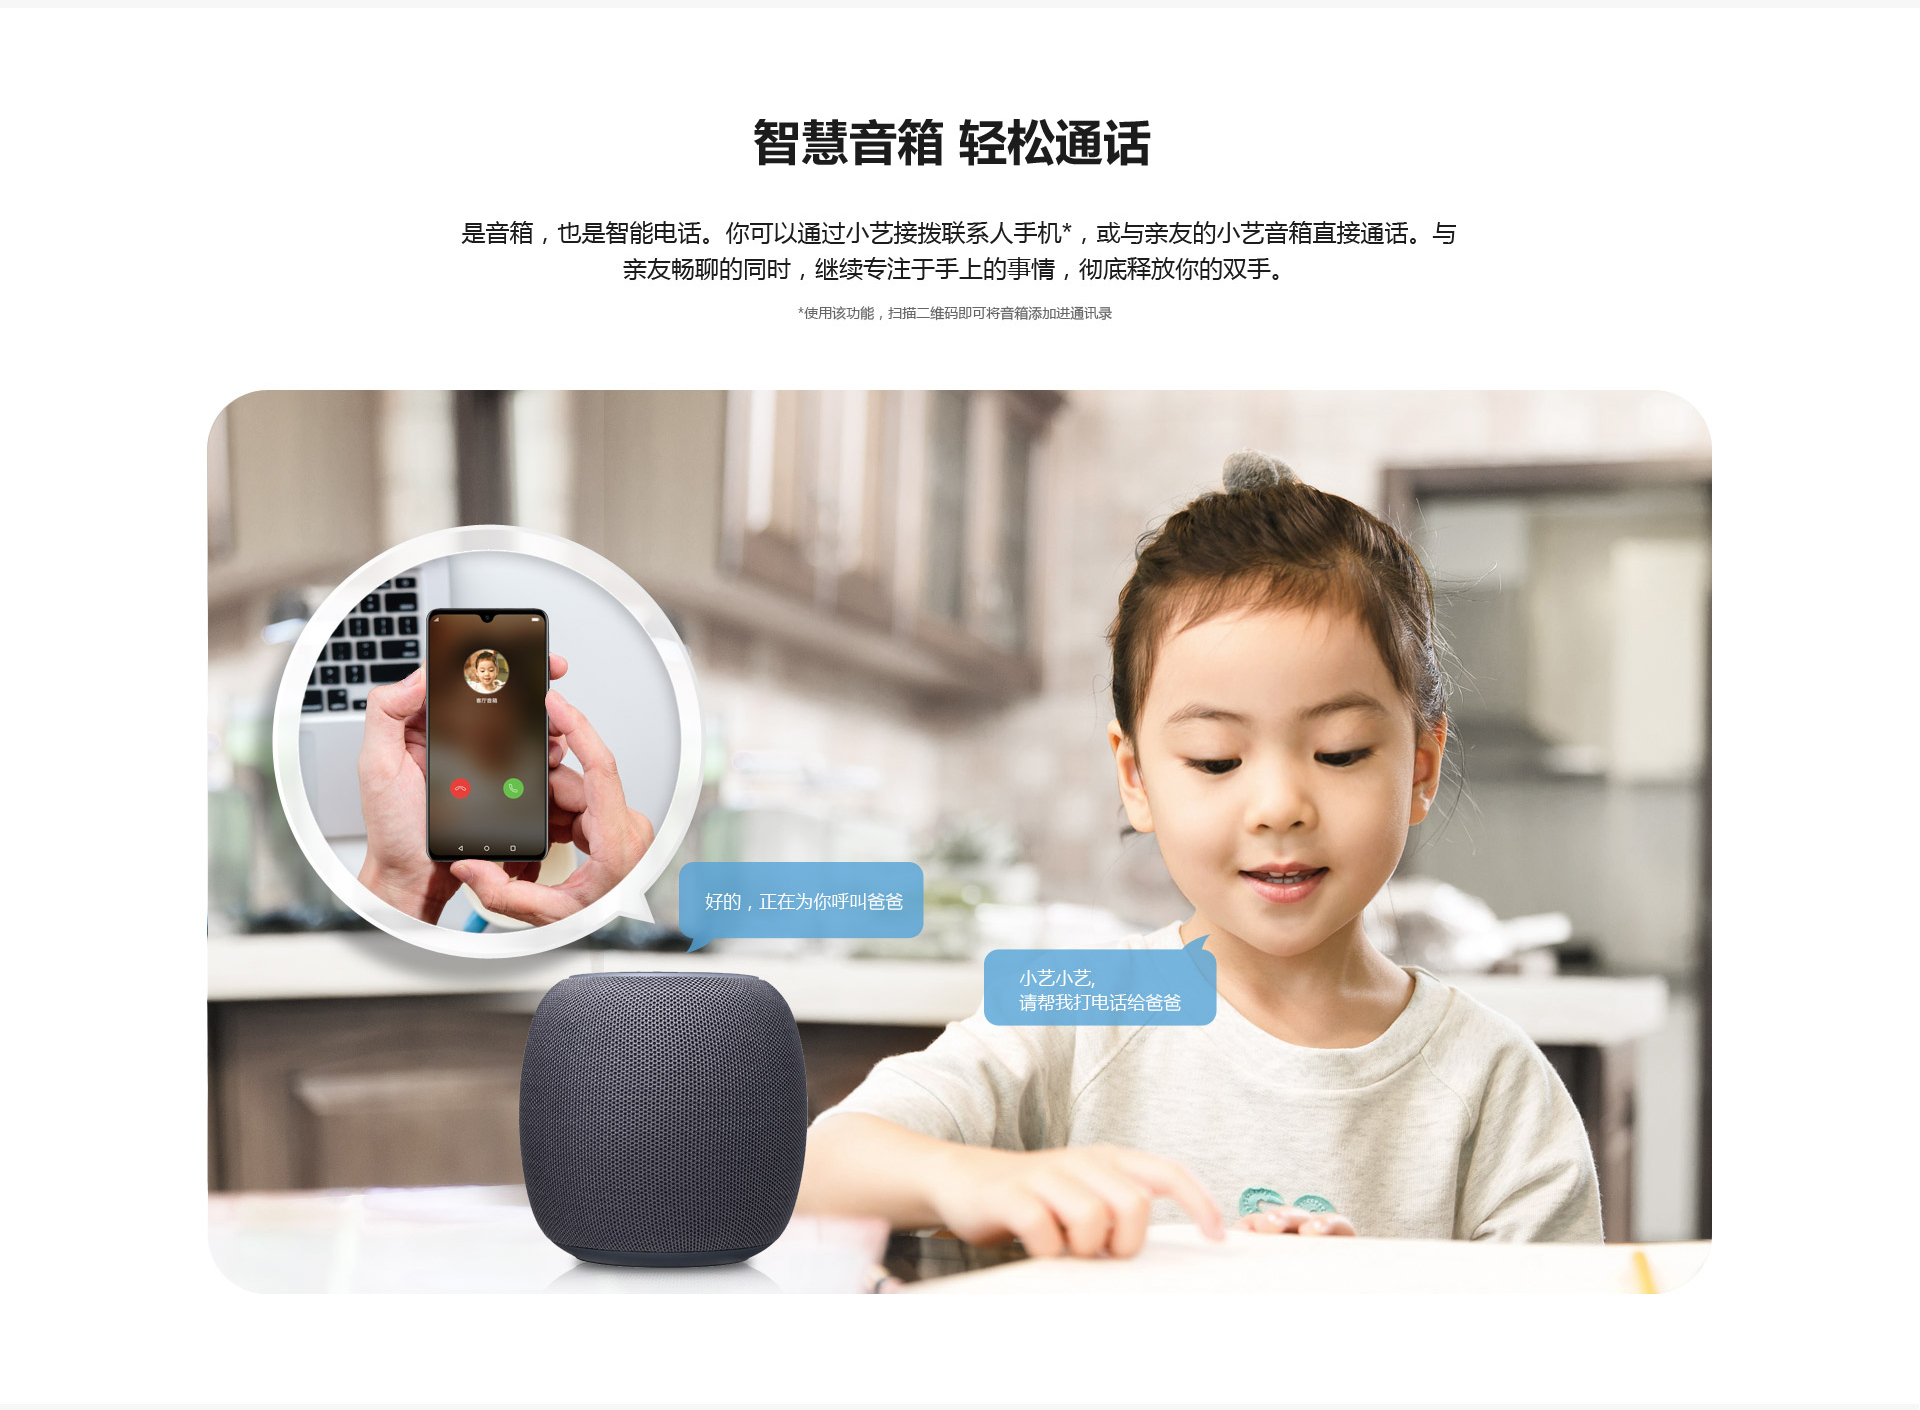 智慧音箱 轻松通话
是音箱，也是智能电话。你可以通过小艺接拨联系人手机*，或与亲友的小艺音箱直接通话。与
亲友畅聊的同时，继续专注于手上的事情，彻底释放你的双手。
*使用该功能，扫描二维码即可将音箱添加进通讯录
客厅音箱
好的，正在为你呼叫爸爸
小艺小艺,
请帮我打电话给爸爸